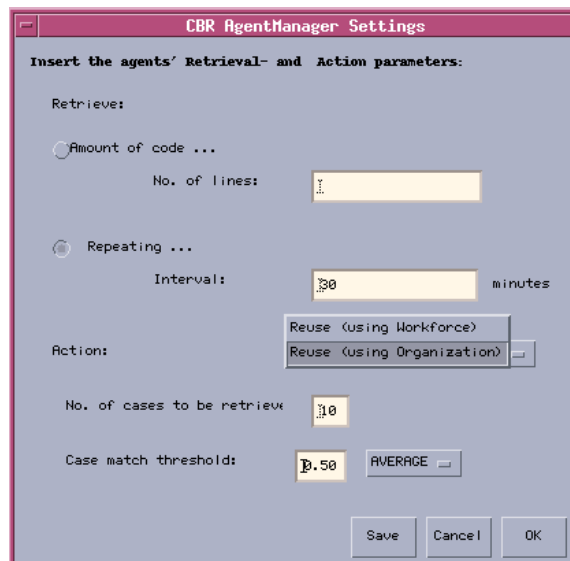 CBR AgentManager Settings
Insert the agents' Retrieval- and Action parameters:
Retrieve:
Amount of code ...
No. of lines:
Repeating ...
Interval: 30 minutes
Reuse (using Workforce)
Action: Reuse (using Organization)
No. of cases to be retrieve 10
Case match threshold: 0.50 AVERAGE
Save Cancel OK